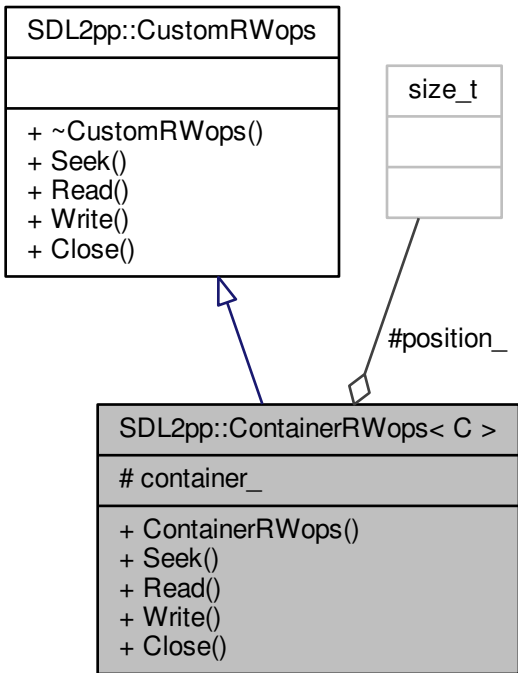 SDL2pp::CustomRWops
+ ~CustomRWops()
+ Seek()
+ Read()
+ Write()
+ Close()
size_t
#position_
SDL2pp::ContainerRWops< C >
# container_
+ ContainerRWops()
+ Seek()
+ Read()
+ Write()
+ Close()